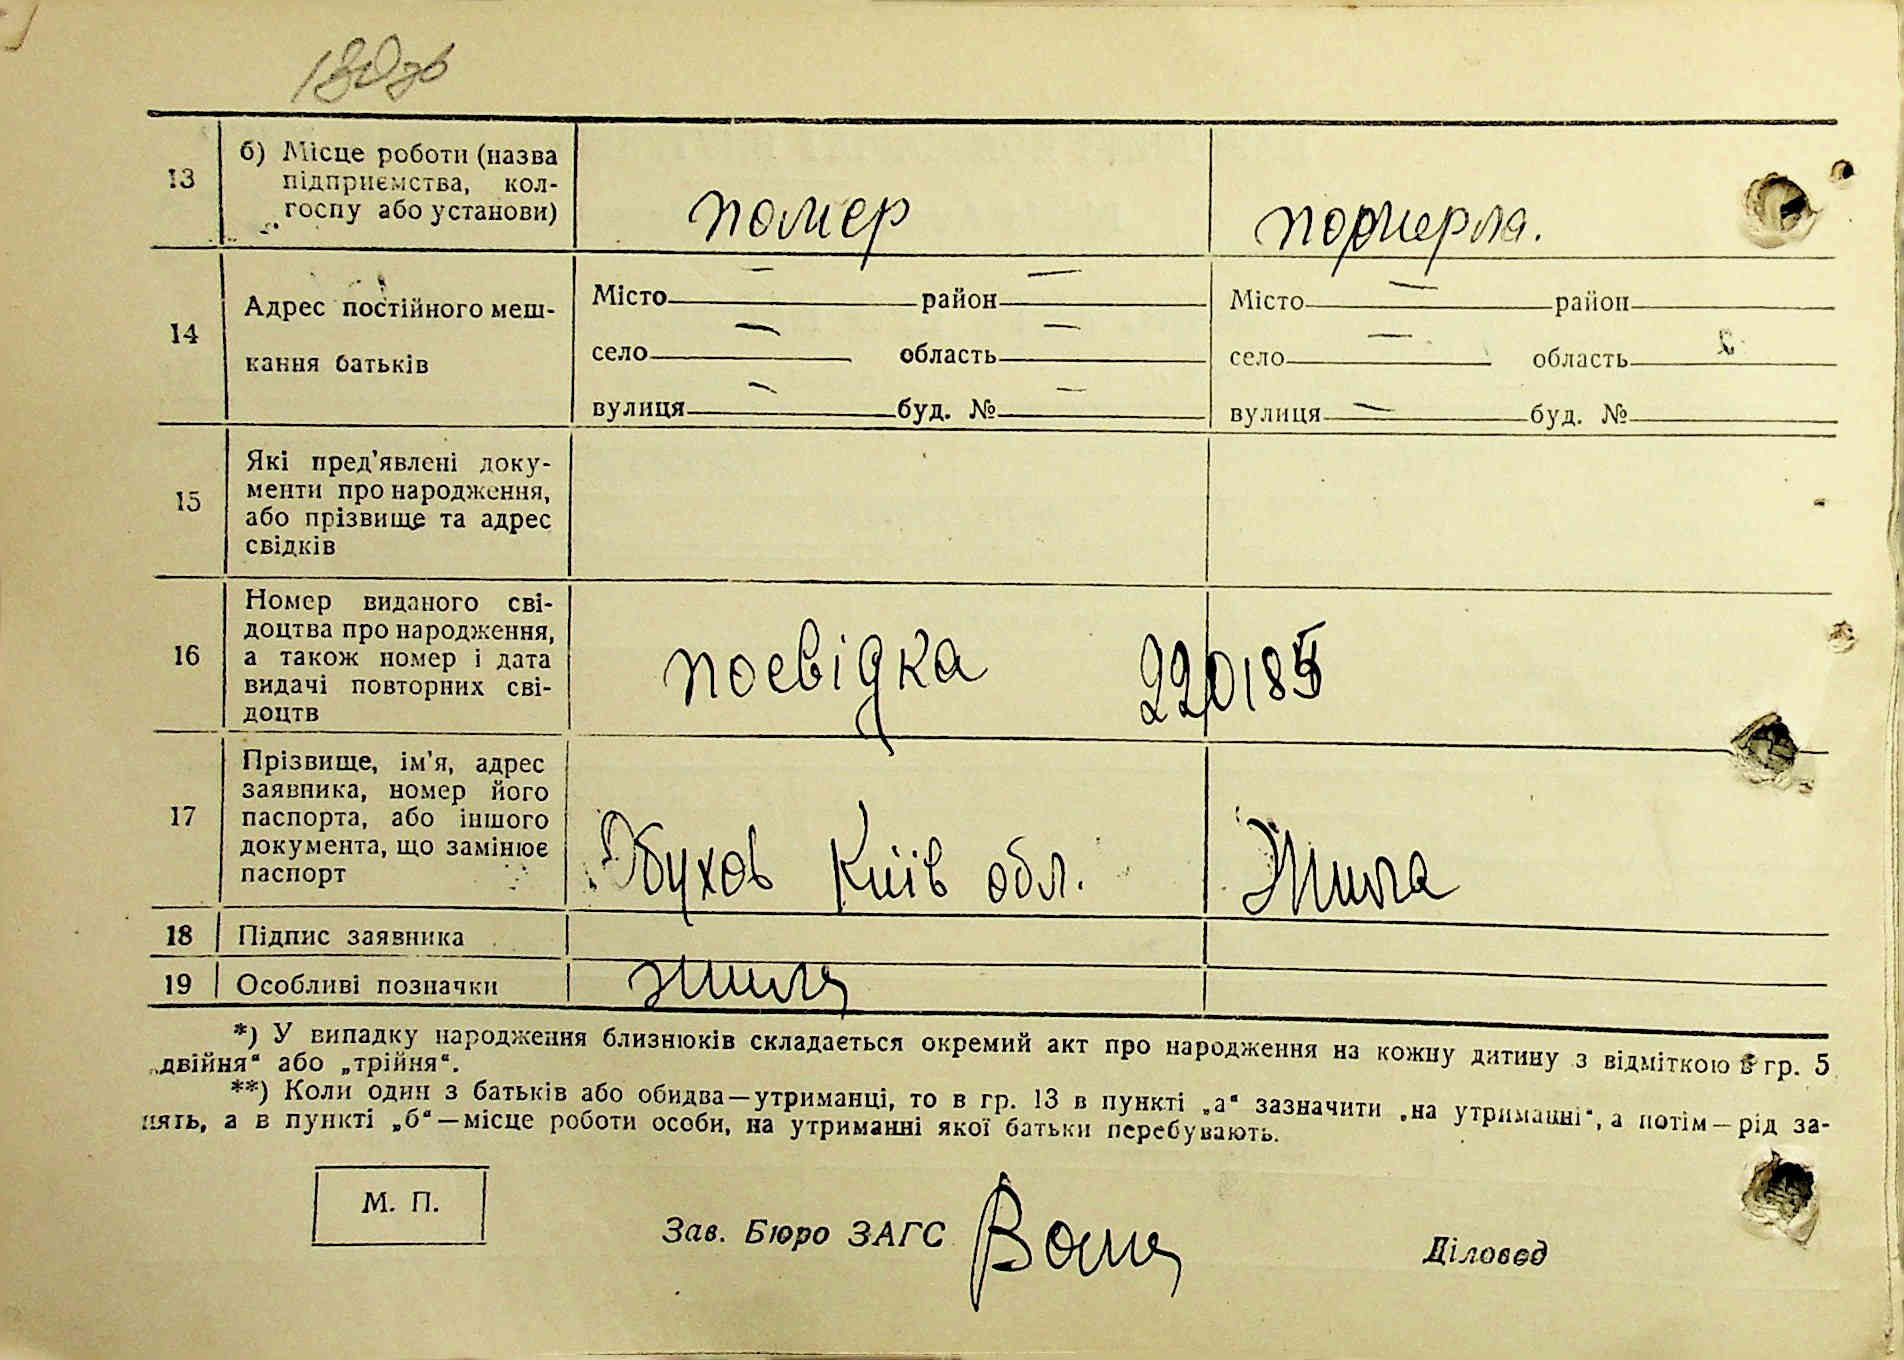 13 б) Місце роботи (назва
підприємства, кол-
госпу або установи)
помер
померла.
14 Адрес постійного меш-
кання батьків
Місто — район —
село — область —
вулиця — буд. № —
Місто — район
село — область
вулиця — буд. №
15 Які пред'явлені доку-
менти про народження,
або прізвище та адрес
свідків
16 Номер виданого сві-
доцтва про народження,
а також номер і дата
видачі повторних сві-
доцтв
посвідка 220185
17 Прізвище, ім'я, адрес
заявника, номер його
паспорта, або іншого
документа, що замінює
паспорт
Обухов Київ обл. Жила
18 Підпис заявника
19 Особливі позначки
Жила
*) У випадку народження близнюків складається окремий акт про народження на кожну дитину з відміткою в гр. 5
„двійня“ або „трійня“.
**) Коли один з батьків або обидва—утриманці, то в гр. 13 в пункті „а“ зазначити „на утриманні“, а потім—рід за-
нять, а в пункті „б“—місце роботи особи, на утриманні якої батьки перебувають.
М. П.
Зав. Бюро ЗАГС
Діловод